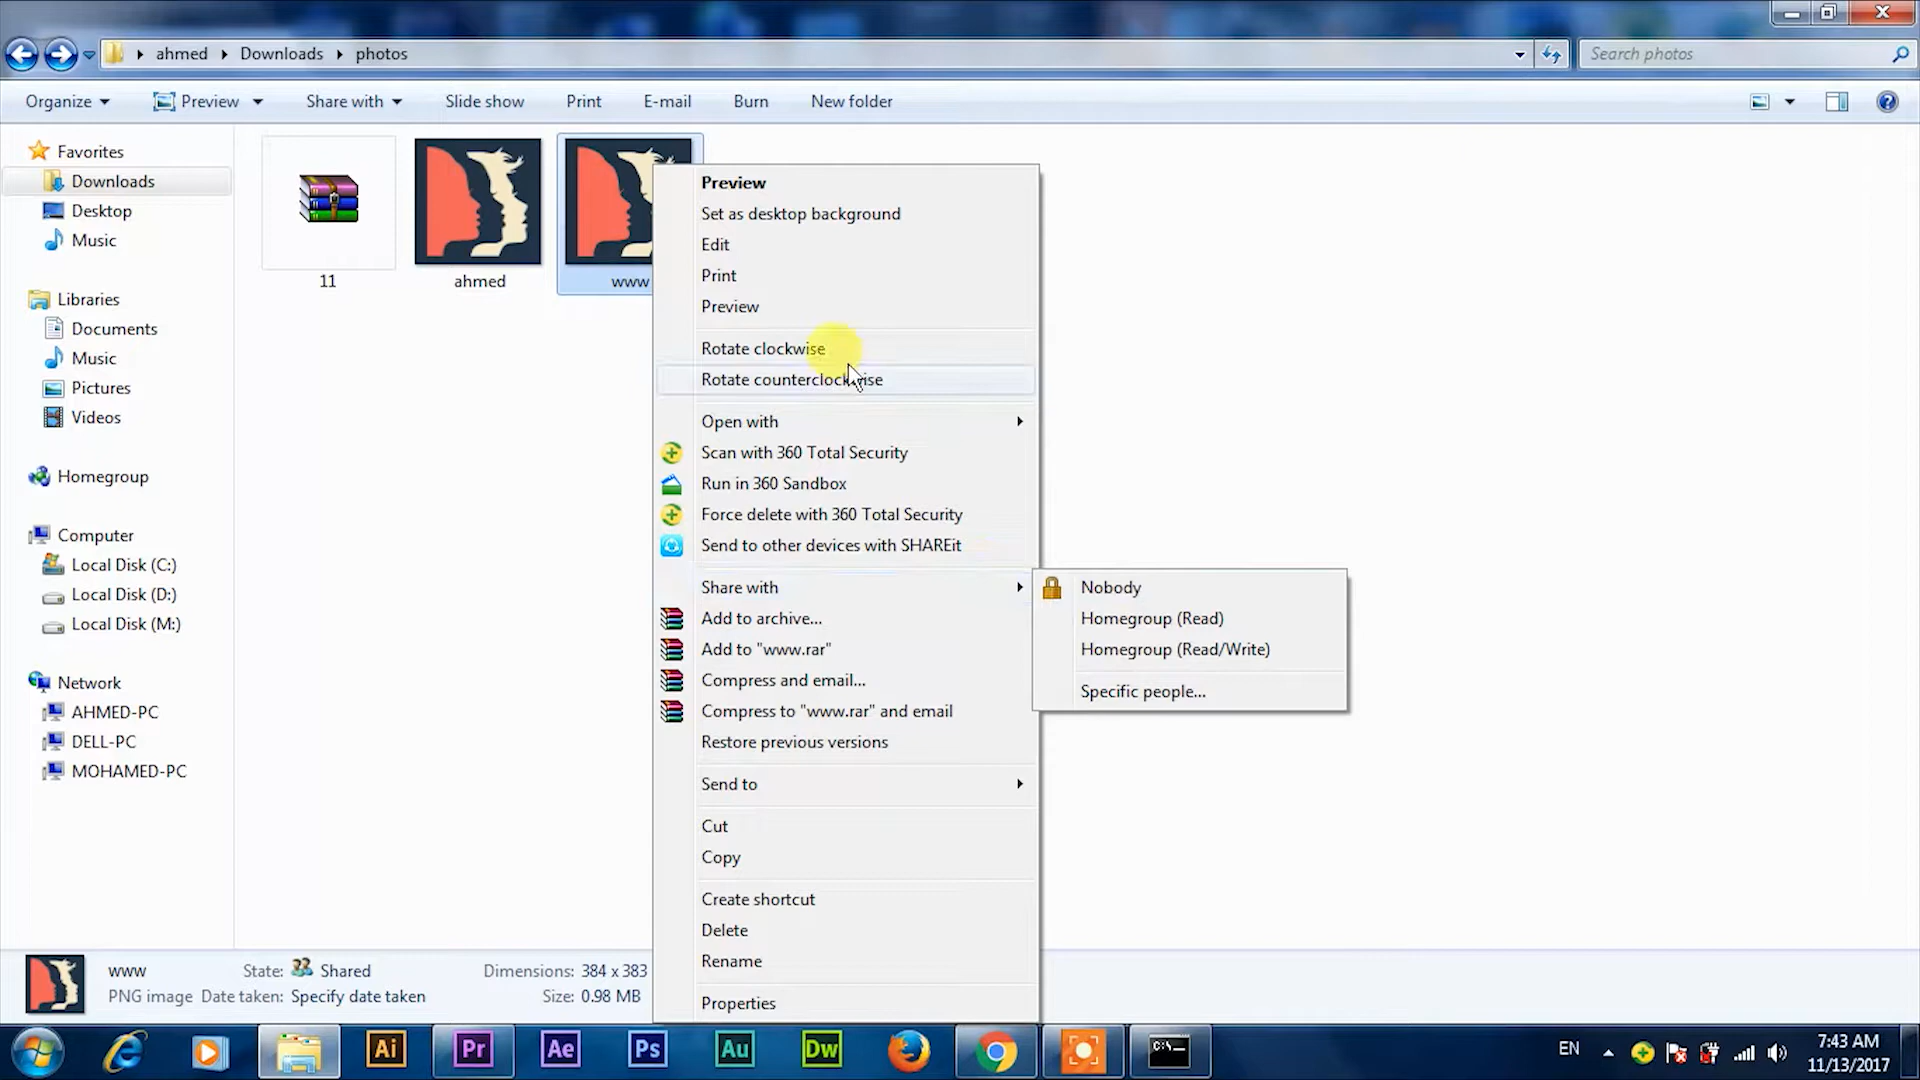 ahmed Downloads photos
Search photos
Organize Preview Share with Slide show Print E-mail Burn New folder
Favorites
Downloads
Desktop
Music
Libraries
Documents
Music
Pictures
Videos
Homegroup
Computer
Local Disk (C:)
Local Disk (D:)
Local Disk (M:)
Network
AHMED-PC
DELL-PC
MOHAMED-PC
11
ahmed
www
Preview
Set as desktop background
Edit
Print
Preview
Rotate clockwise
Rotate counterclockwise
Open with
Scan with 360 Total Security
Run in 360 Sandbox
Force delete with 360 Total Security
Send to other devices with SHAREit
Share with
Add to archive...
Add to "www.rar"
Compress and email...
Compress to "www.rar" and email
Restore previous versions
Send to
Cut
Copy
Create shortcut
Delete
Rename
Properties
Nobody
Homegroup (Read)
Homegroup (Read/Write)
Specific people...
www State: Shared Dimensions: 384 x 383
PNG image Date taken: Specify date taken Size: 0.98 MB
Ai Pr Ae Ps Au Dw C:\
EN
7:43 AM
11/13/2017